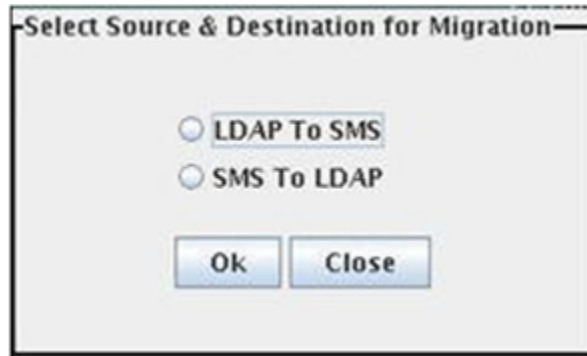 Select Source & Destination for Migration
LDAP To SMS
SMS To LDAP
Ok Close